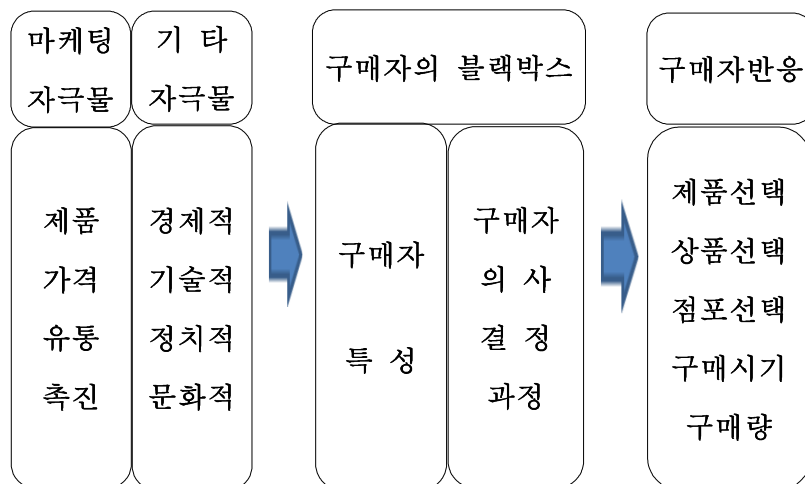 마케팅
자극물
기 타
자극물
구매자의 블랙박스
구매자반응
제품
가격
유통
촉진
경제적
기술적
정치적
문화적
구매자
특 성
구매자
의 사
결 정
과정
제품선택
상품선택
점포선택
구매시기
구매량